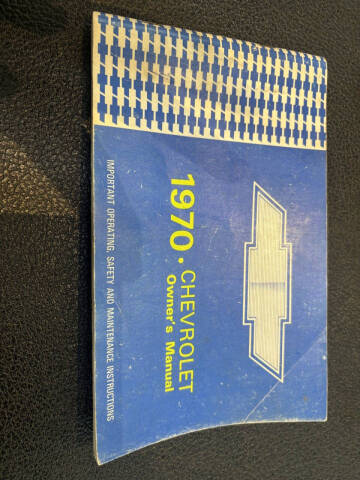 1970 • CHEVROLET
Owner's Manual
IMPORTANT OPERATING, SAFETY AND MAINTENANCE INSTRUCTIONS